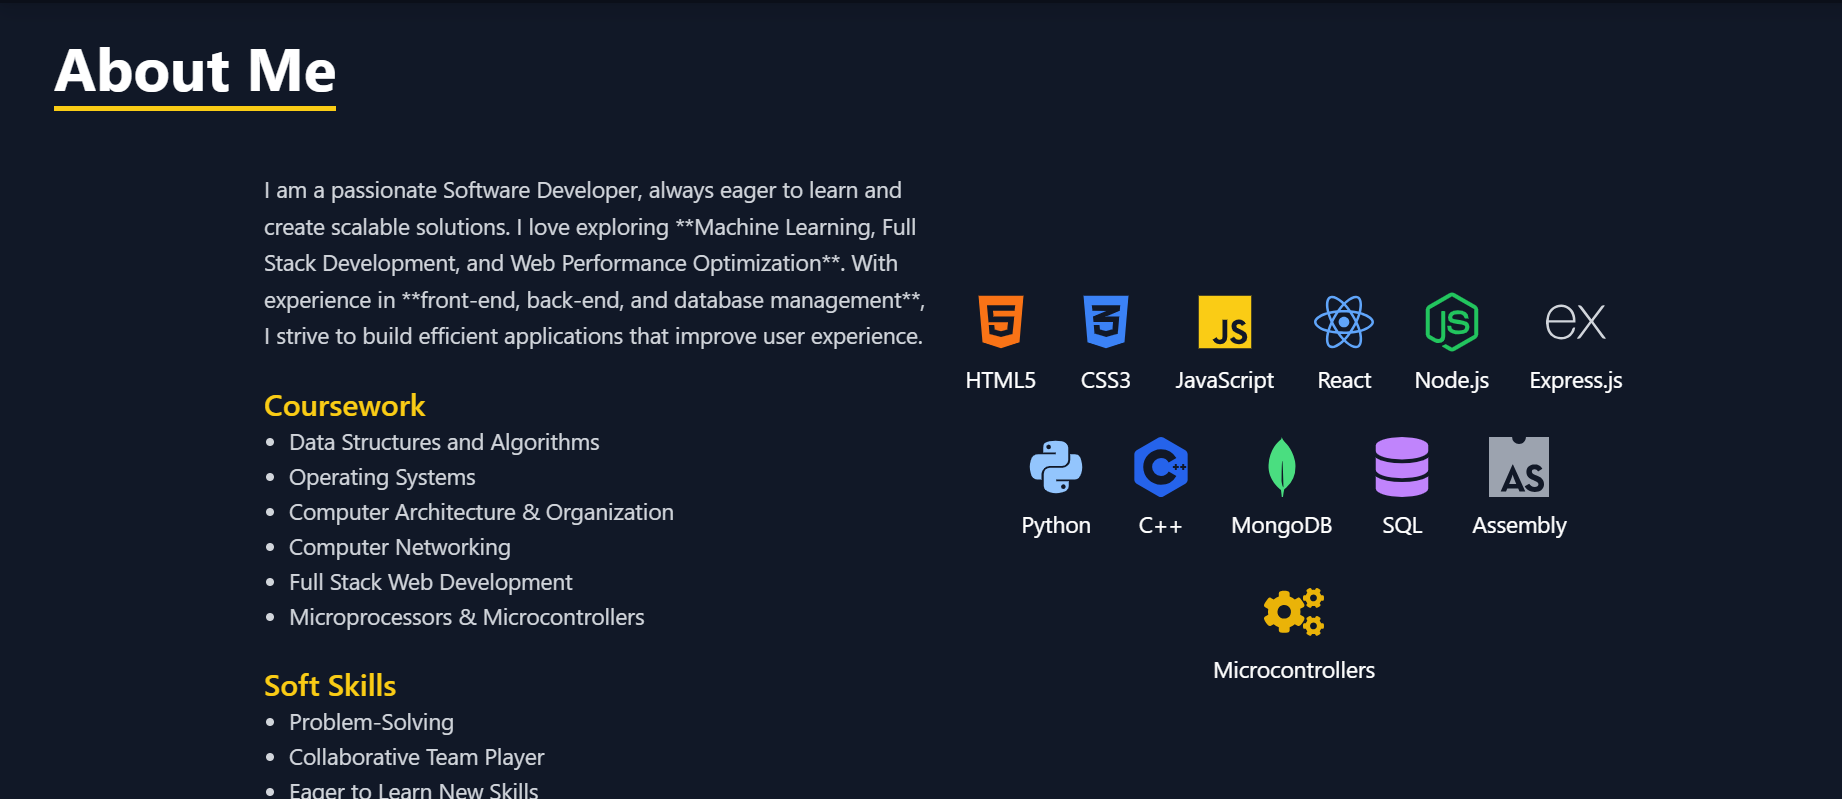 About Me
I am a passionate Software Developer, always eager to learn and
create scalable solutions. I love exploring **Machine Learning, Full
Stack Development, and Web Performance Optimization**. With
experience in **front-end, back-end, and database management**,
I strive to build efficient applications that improve user experience.
Coursework
• Data Structures and Algorithms
• Operating Systems
• Computer Architecture & Organization
• Computer Networking
• Full Stack Web Development
• Microprocessors & Microcontrollers
Soft Skills
• Problem-Solving
• Collaborative Team Player
• Eager to Learn New Skills
5 3 JS JS ex
HTML5 CSS3 JavaScript React Node.js Express.js
C++ AS
Python C++ MongoDB SQL Assembly
Microcontrollers